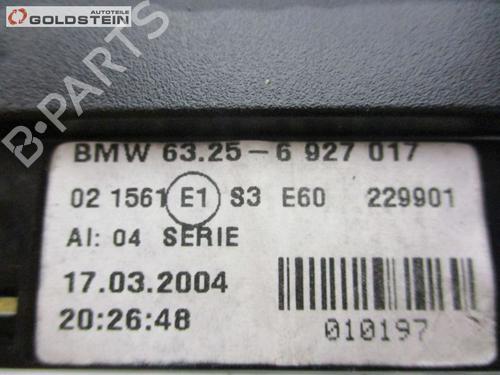 AUTOTEILE
GOLDSTEIN
B-PARTS
BMW 63.25-6 927 017
02 1561 E1 S3 E60 229901
AI: 04 SERIE
17.03.2004
20:26:48
010197